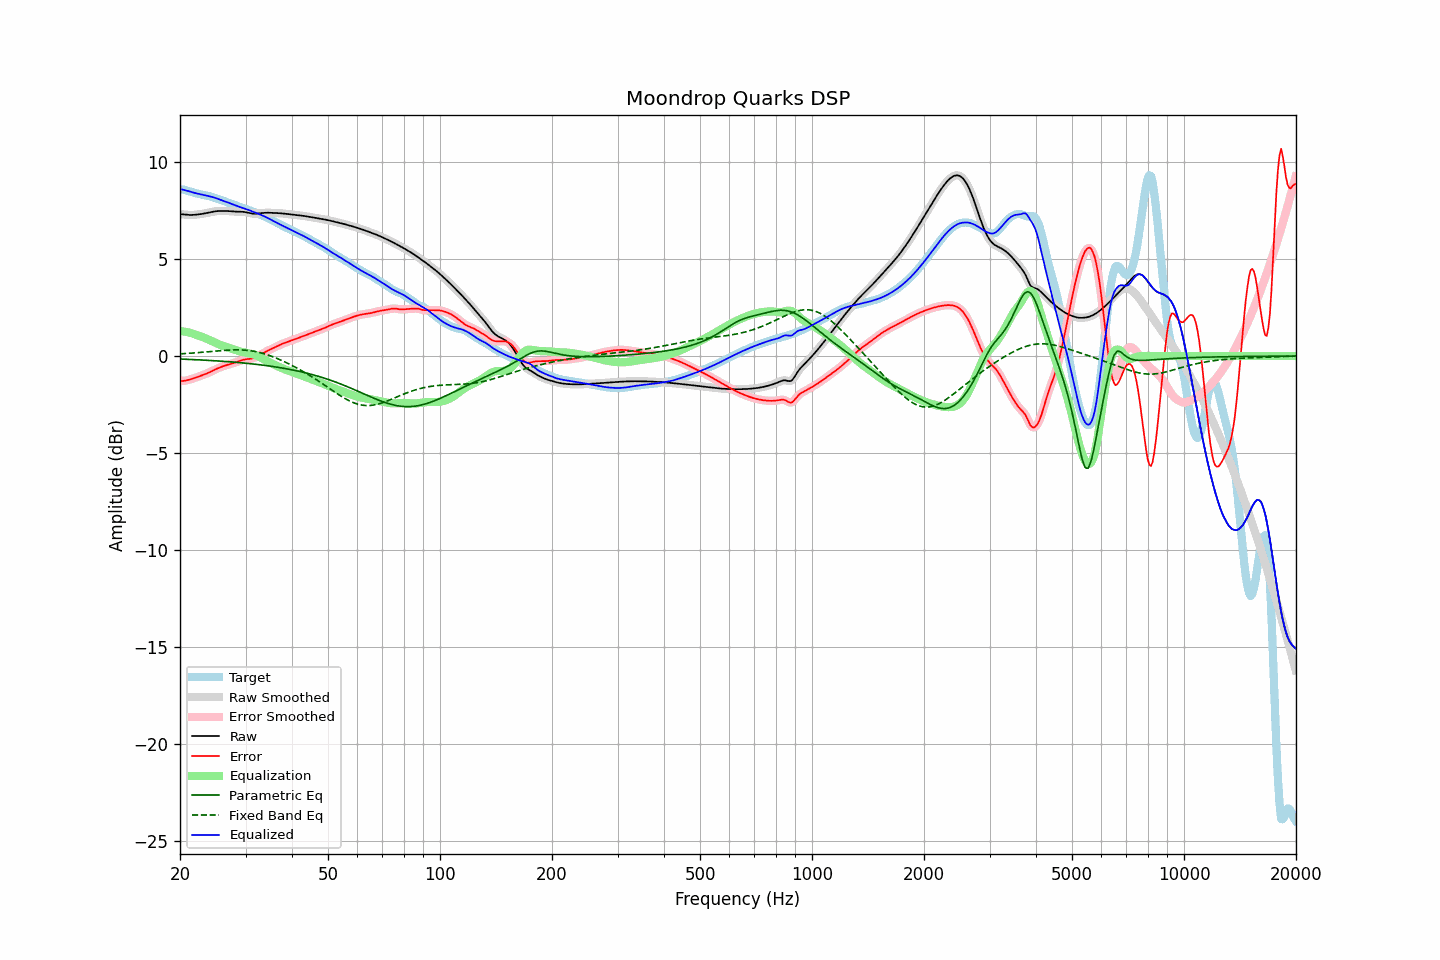 Moondrop Quarks DSP
Amplitude (dBr)
10
5
0
−5
−10
−15
−20
−25
Target
Raw Smoothed
Error Smoothed
Raw
Error
Equalization
Parametric Eq
Fixed Band Eq
Equalized
20 50 100 200 500 1000 2000 5000 10000 20000
Frequency (Hz)